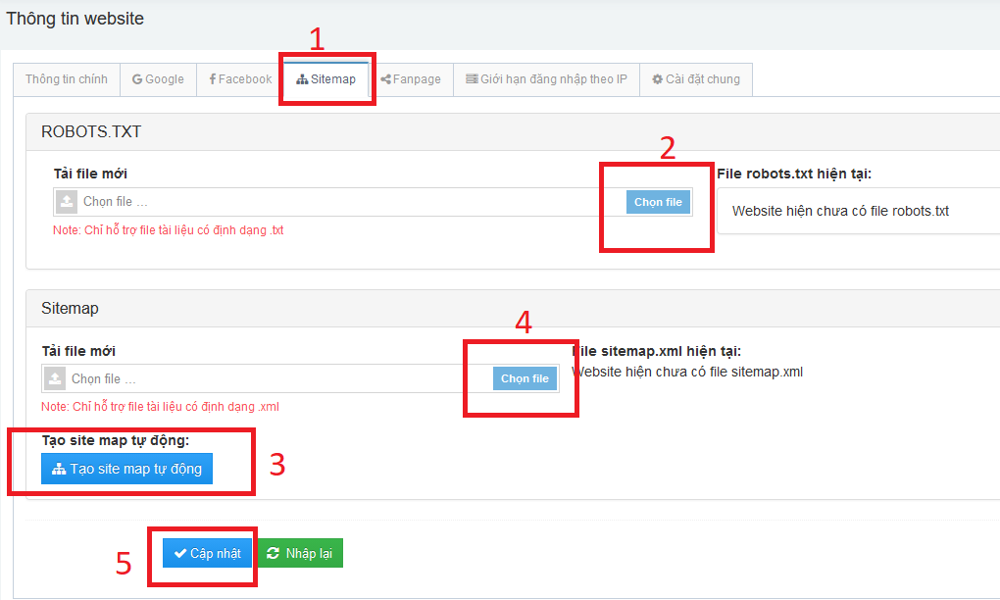 Thông tin website
1
Thông tin chính
Google
Facebook
Sitemap
Fanpage
Giới hạn đăng nhập theo IP
Cài đặt chung
ROBOTS.TXT
2
Tải file mới
Chọn file ...
Chọn file
Note: Chỉ hỗ trợ file tài liệu có định dạng .txt
File robots.txt hiện tại:
Website hiện chưa có file robots.txt
Sitemap
4
Tải file mới
Chọn file ...
Chọn file
Note: Chỉ hỗ trợ file tài liệu có định dạng .xml
File sitemap.xml hiện tại:
Website hiện chưa có file sitemap.xml
Tạo site map tự động:
Tạo site map tự động
3
5
Cập nhật
Nhập lại